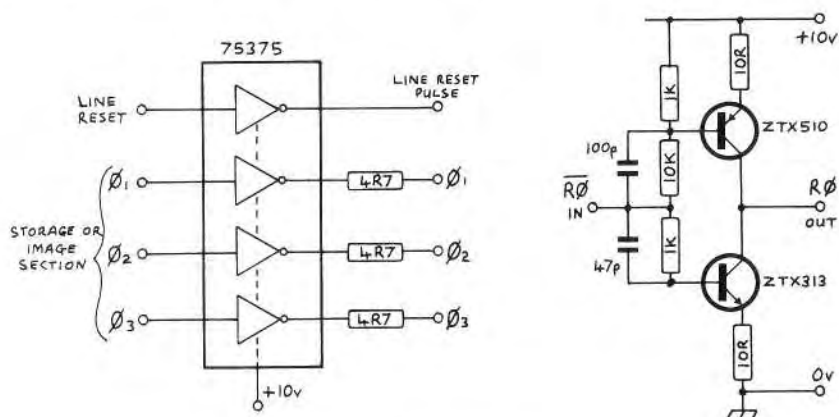 75375
LINE RESET
LINE RESET PULSE
Ø1
4R7
Ø1
STORAGE OR IMAGE SECTION
Ø2
4R7
Ø2
Ø3
4R7
Ø3
+10v
+10v
1K
10R
ZTX510
100p
10K
RØ
IN
RØ
OUT
47p
1K
ZTX313
10R
0v